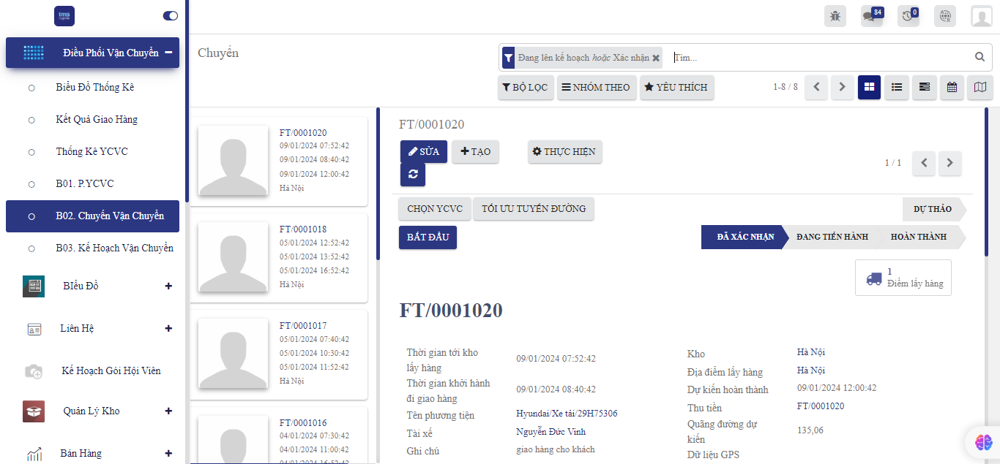 tms
84
0
Điều Phối Vận Chuyển
Biểu Đồ Thống Kê
Kết Quả Giao Hàng
Thống Kê YCVC
B01. P.YCVC
B02. Chuyến Vận Chuyển
B03. Kế Hoạch Vận Chuyển
BIểu Đồ
Liên Hệ
Kế Hoạch Gói Hội Viên
Quản Lý Kho
Bán Hàng
Chuyến
Đang lên kế hoạch hoặc Xác nhận
Tìm...
BỘ LỌC
NHÓM THEO
YÊU THÍCH
1-8 / 8
FT/0001020
09/01/2024 07:52:42
09/01/2024 08:40:42
09/01/2024 12:00:42
Hà Nội
FT/0001018
05/01/2024 12:52:42
05/01/2024 13:52:42
05/01/2024 16:52:42
Hà Nội
FT/0001017
05/01/2024 07:40:42
05/01/2024 10:30:42
05/01/2024 11:52:42
Hà Nội
FT/0001016
04/01/2024 07:30:42
04/01/2024 11:00:42
04/01/2024 16:52:42
FT/0001020
SỬA
TẠO
THỰC HIỆN
1 / 1
CHỌN YCVC
TỐI ƯU TUYẾN ĐƯỜNG
DỰ THẢO
BẮT ĐẦU
ĐÃ XÁC NHẬN
ĐANG TIẾN HÀNH
HOÀN THÀNH
1
Điểm lấy hàng
FT/0001020
Thời gian tới kho
lấy hàng
09/01/2024 07:52:42
Thời gian khởi hành
đi giao hàng
09/01/2024 08:40:42
Tên phương tiện
Hyundai/Xe tải/29H75306
Tài xế
Nguyễn Đức Vinh
Ghi chú
giao hàng cho khách
Kho
Hà Nội
Địa điểm lấy hàng
Hà Nội
Dự kiến hoàn thành
09/01/2024 12:00:42
Thu tiền
FT/0001020
Quãng đường dự
kiến
135,06
Dữ liệu GPS